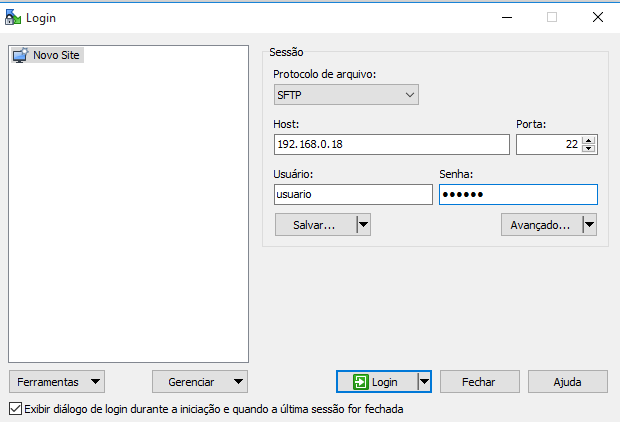 Login
Novo Site
Sessão
Protocolo de arquivo:
SFTP
Host:
Porta:
192.168.0.18
22
Usuário:
Senha:
usuario
••••••
Salvar...
Avançado...
Ferramentas
Gerenciar
Login
Fechar
Ajuda
Exibir diálogo de login durante a iniciação e quando a última sessão for fechada